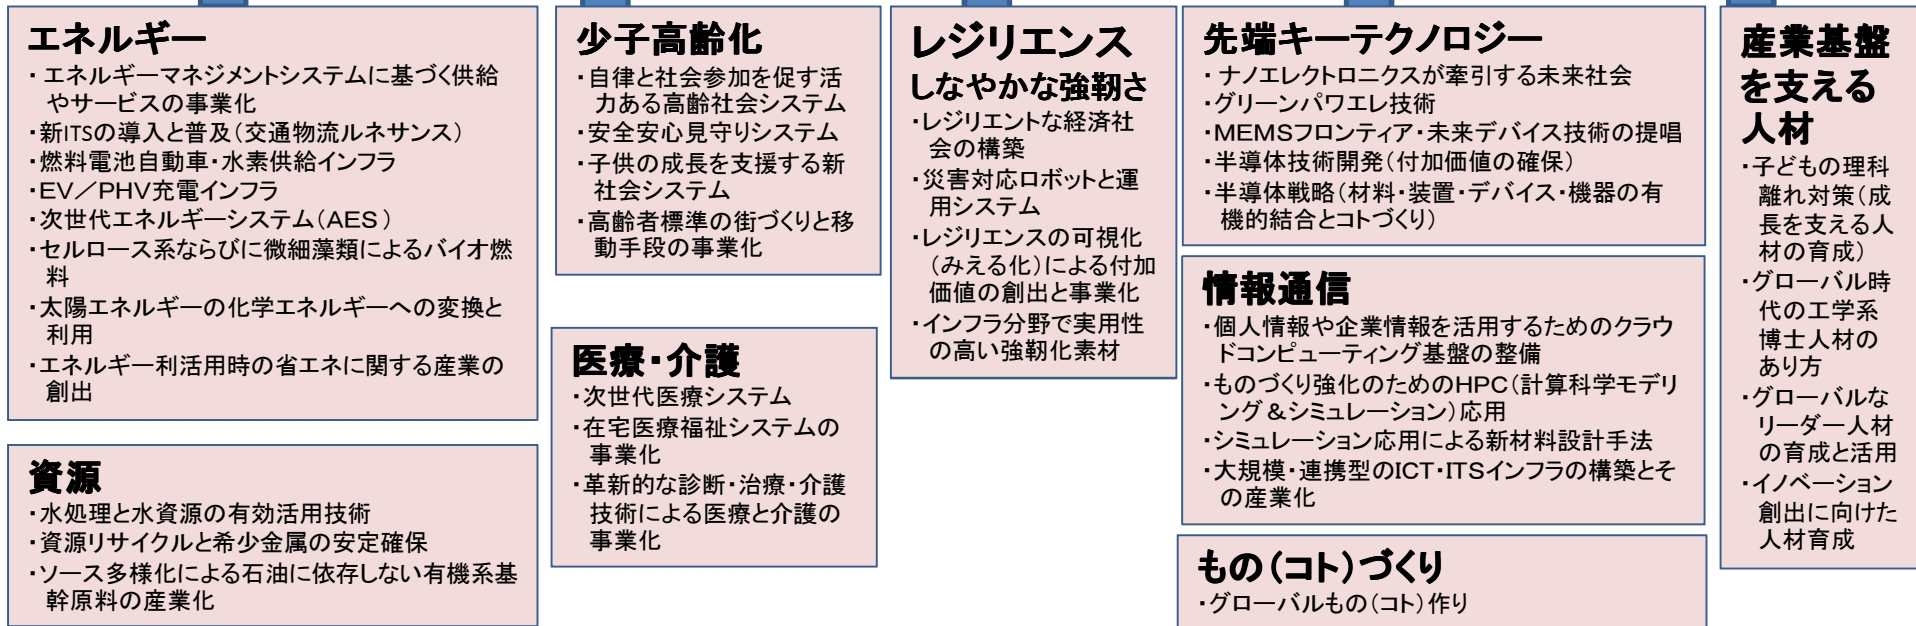 エネルギー
・エネルギーマネジメントシステムに基づく供給
やサービスの事業化
・新ITSの導入と普及(交通物流ルネサンス)
・燃料電池自動車・水素供給インフラ
・EV／PHV充電インフラ
・次世代エネルギーシステム(AES)
・セルロース系ならびに微細藻類によるバイオ燃
料
・太陽エネルギーの化学エネルギーへの変換と
利用
・エネルギー利活用時の省エネに関する産業の
創出
資源
・水処理と水資源の有効活用技術
・資源リサイクルと希少金属の安定確保
・ソース多様化による石油に依存しない有機系基
幹原料の産業化
少子高齢化
・自律と社会参加を促す活
力ある高齢社会システム
・安全安心見守りシステム
・子供の成長を支援する新
社会システム
・高齢者標準の街づくりと移
動手段の事業化
医療・介護
・次世代医療システム
・在宅医療福祉システムの
事業化
・革新的な診断・治療・介護
技術による医療と介護の
事業化
レジリエンス
しなやかな強靭さ
・レジリエントな経済社
会の構築
・災害対応ロボットと運
用システム
・レジリエンスの可視化
(みえる化)による付加
価値の創出と事業化
・インフラ分野で実用性
の高い強靭化素材
先端キーテクノロジー
・ナノエレクトロニクスが牽引する未来社会
・グリーンパワエレ技術
・MEMSフロンティア・未来デバイス技術の提唱
・半導体技術開発(付加価値の確保)
・半導体戦略(材料・装置・デバイス・機器の有
機的結合とコトづくり)
情報通信
・個人情報や企業情報を活用するためのクラウ
ドコンピューティング基盤の整備
・ものづくり強化のためのHPC(計算科学モデリ
ング＆シミュレーション)応用
・シミュレーション応用による新材料設計手法
・大規模・連携型のICT・ITSインフラの構築とそ
の産業化
もの(コト)づくり
・グローバルもの(コト)作り
産業基盤
を支える
人材
・子どもの理科
離れ対策(成
長を支える人
材の育成)
・グローバル時
代の工学系
博士人材の
あり方
・グローバルな
リーダー人材
の育成と活用
・イノベーション
創出に向けた
人材育成